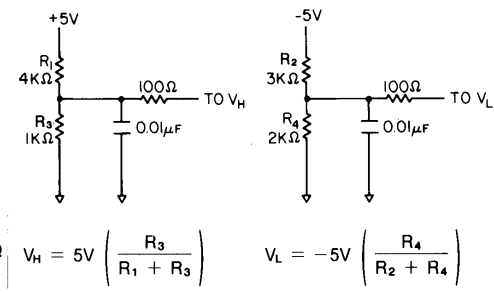 +5V
R1
4KΩ
100Ω
TO VH
R3
1KΩ
0.01μF
-5V
R2
3KΩ
100Ω
TO VL
R4
2KΩ
0.01μF
VH = 5V ( R3 / R1 + R3 )
VL = -5V ( R4 / R2 + R4 )